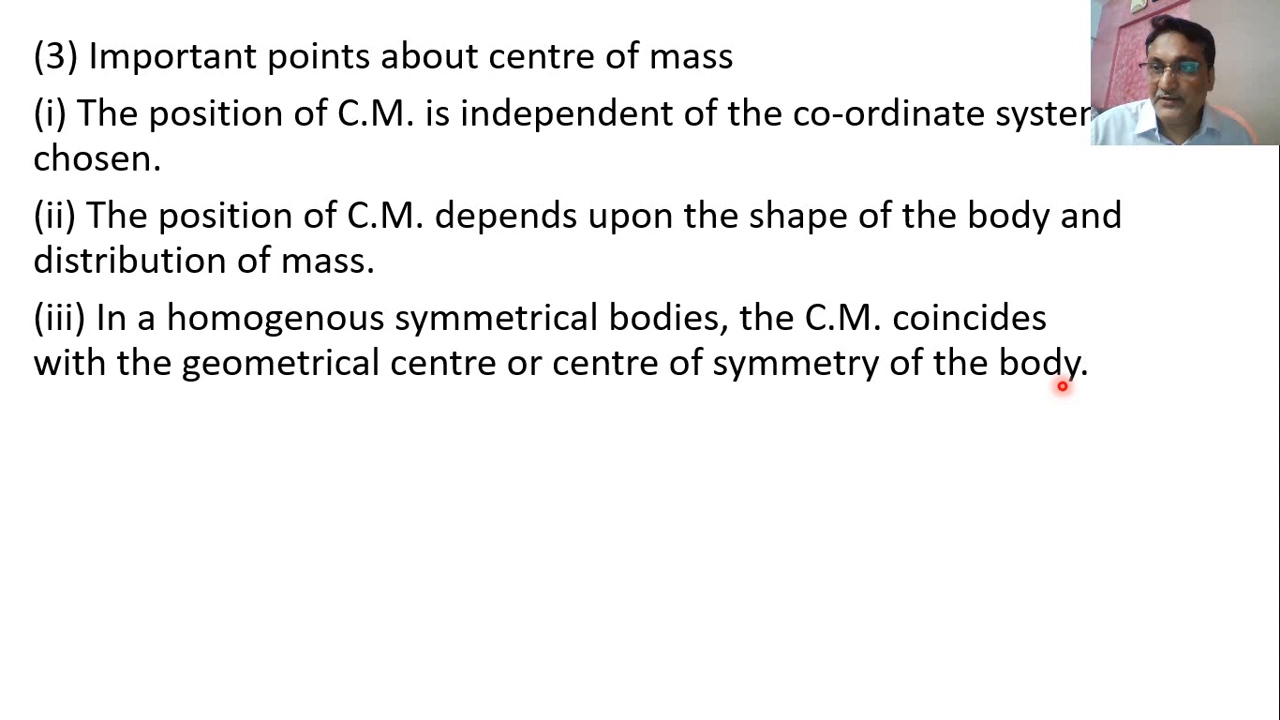 (3) Important points about centre of mass
(i) The position of C.M. is independent of the co-ordinate system
chosen.
(ii) The position of C.M. depends upon the shape of the body and
distribution of mass.
(iii) In a homogenous symmetrical bodies, the C.M. coincides
with the geometrical centre or centre of symmetry of the body.